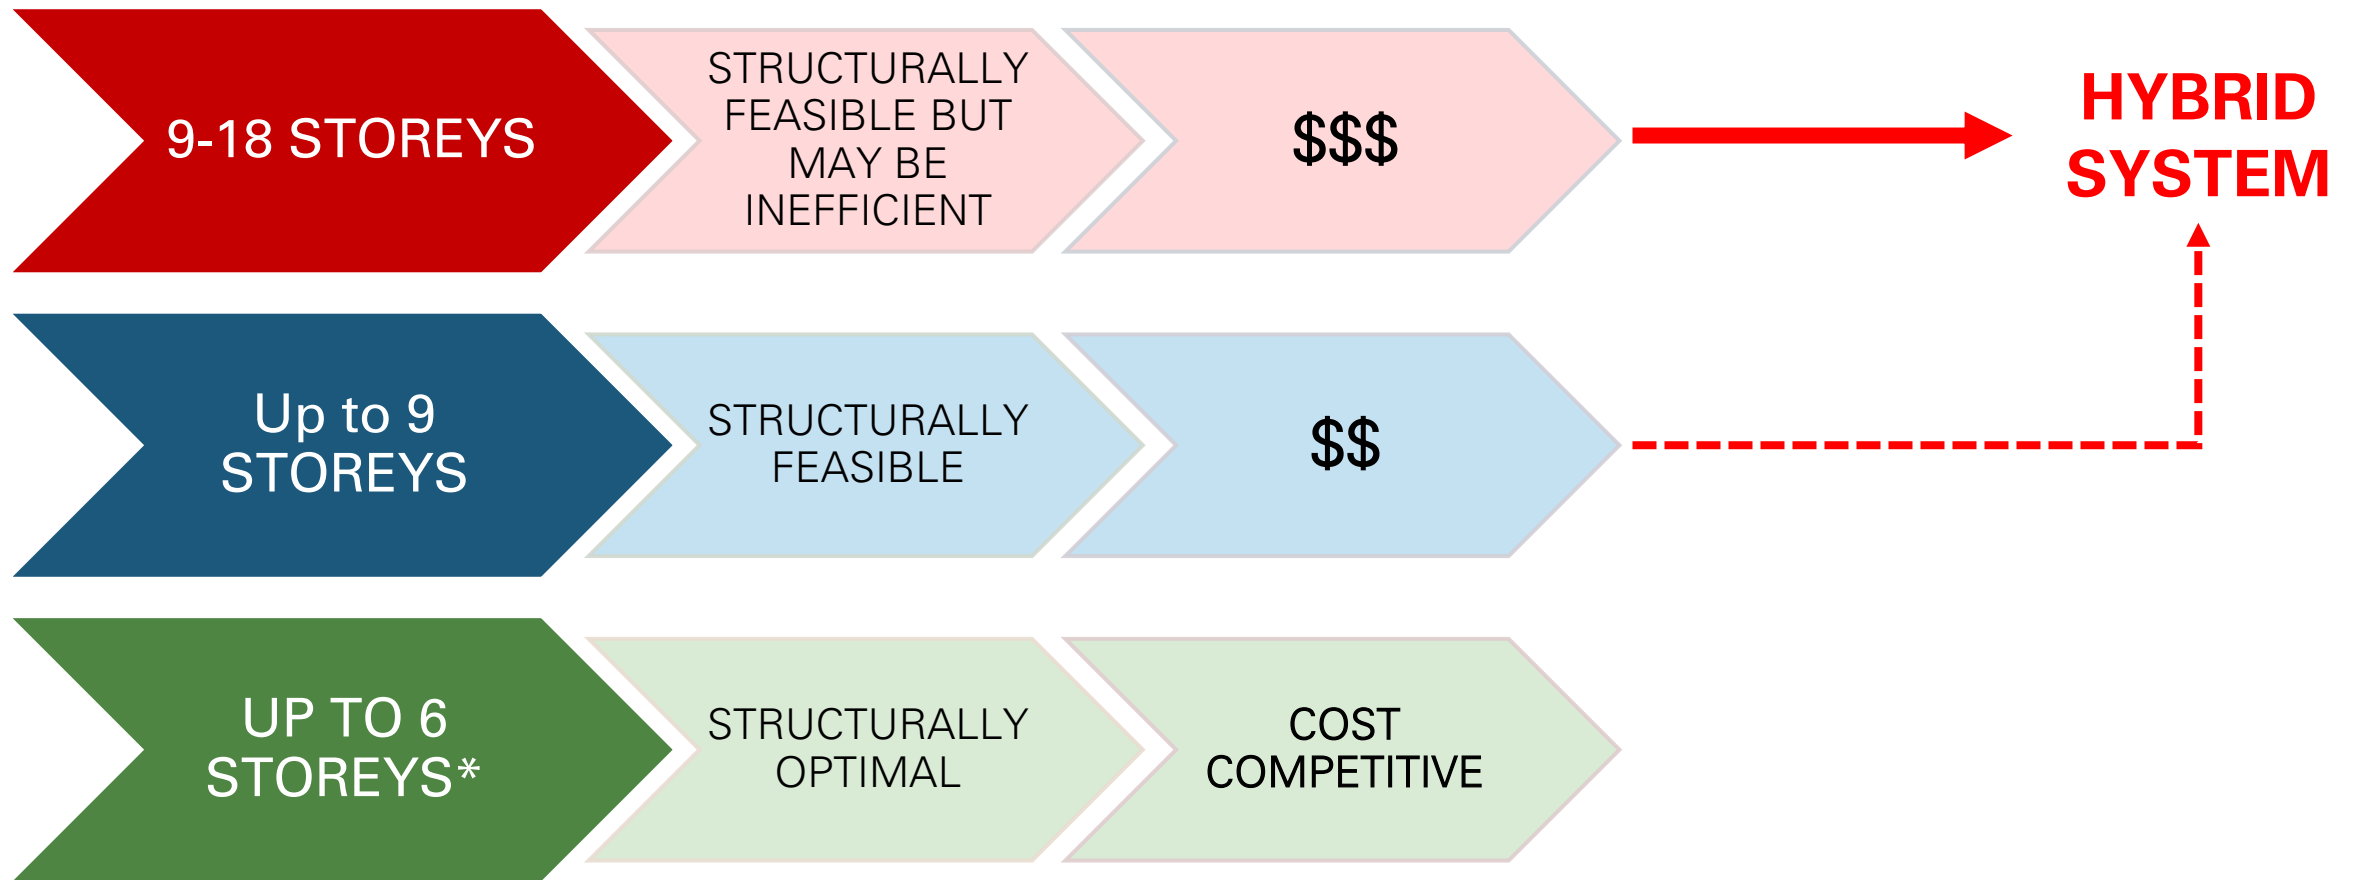 9-18 STOREYS
STRUCTURALLY
FEASIBLE BUT
MAY BE
INEFFICIENT
$$$
HYBRID
SYSTEM
Up to 9
STOREYS
STRUCTURALLY
FEASIBLE
$$
UP TO 6
STOREYS*
STRUCTURALLY
OPTIMAL
COST
COMPETITIVE